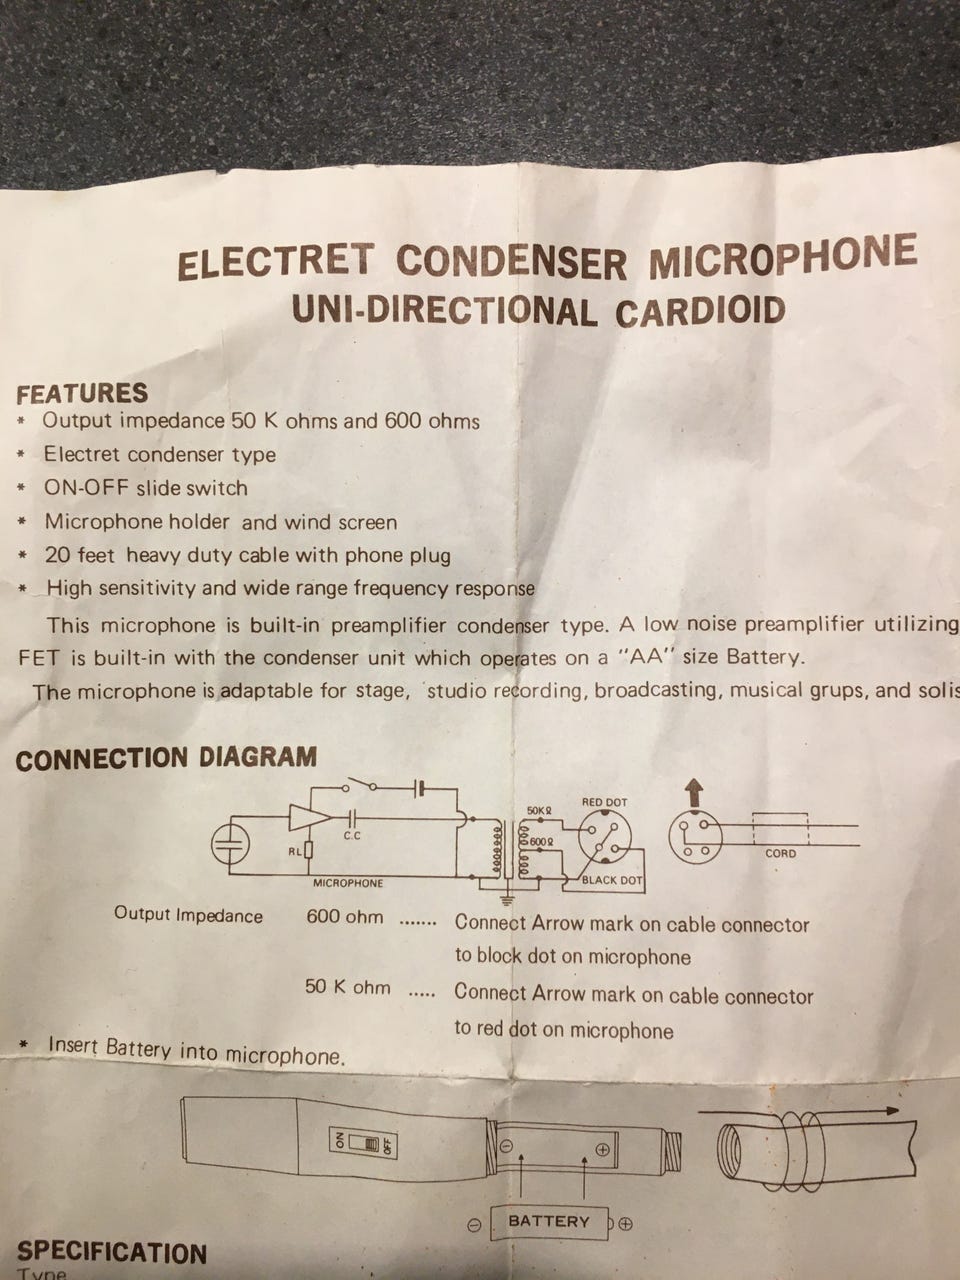 ELECTRET CONDENSER MICROPHONE
UNI-DIRECTIONAL CARDIOID
FEATURES
* Output impedance 50 K ohms and 600 ohms
* Electret condenser type
* ON-OFF slide switch
* Microphone holder and wind screen
* 20 feet heavy duty cable with phone plug
* High sensitivity and wide range frequency response
This microphone is built-in preamplifier condenser type. A low noise preamplifier utilizing
FET is built-in with the condenser unit which operates on a "AA" size Battery.
The microphone is adaptable for stage, studio recording, broadcasting, musical grups, and solis
CONNECTION DIAGRAM
C.C
RL
MICROPHONE
50KΩ
600Ω
RED DOT
BLACK DOT
CORD
Output Impedance 600 ohm ....... Connect Arrow mark on cable connector
to block dot on microphone
50 K ohm ..... Connect Arrow mark on cable connector
to red dot on microphone
* Insert Battery into microphone.
ON OFF
⊖ ⊕
⊖ BATTERY ⊕
SPECIFICATION
Type